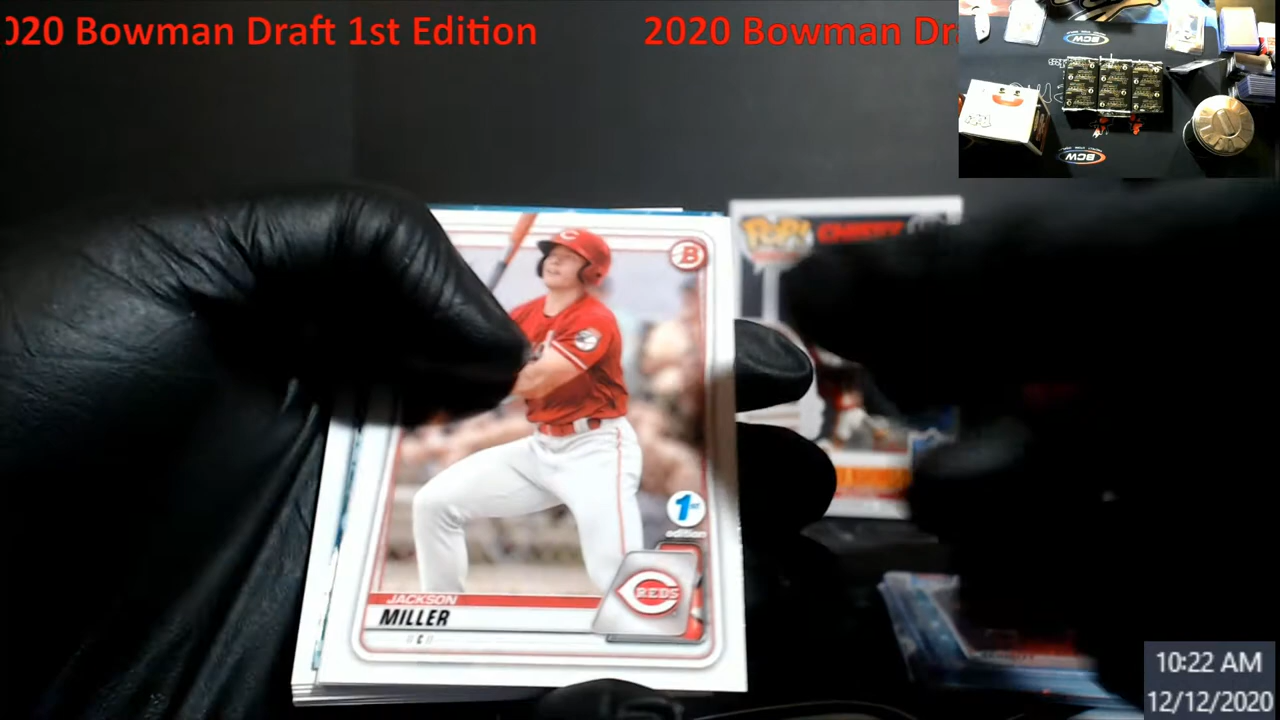 020 Bowman Draft 1st Edition
2020 Bowman Dr
BCW
BCW
POP!
B
1st
edition
REDS
JACKSON
MILLER
C
10:22 AM
12/12/2020